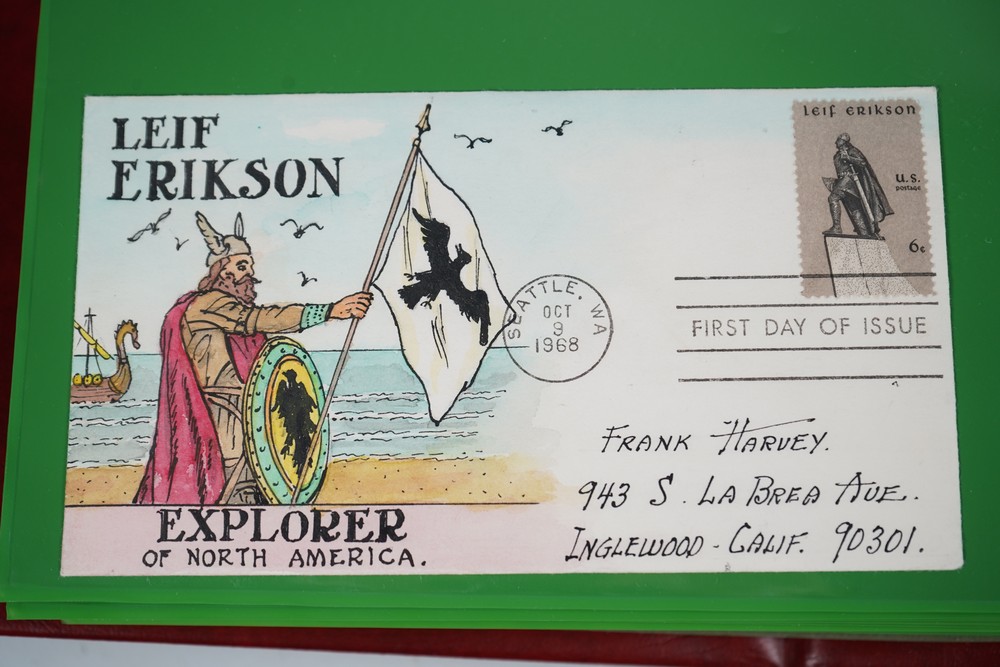 LEIF
ERIKSON
EXPLORER
OF NORTH AMERICA.
LEIF ERIKSON
U.S.
postage
6c
SEATTLE, WA
OCT
9
1968
FIRST DAY OF ISSUE
FRANK HARVEY.
943 S. LA BREA AVE.
INGLEWOOD - CALIF. 90301.